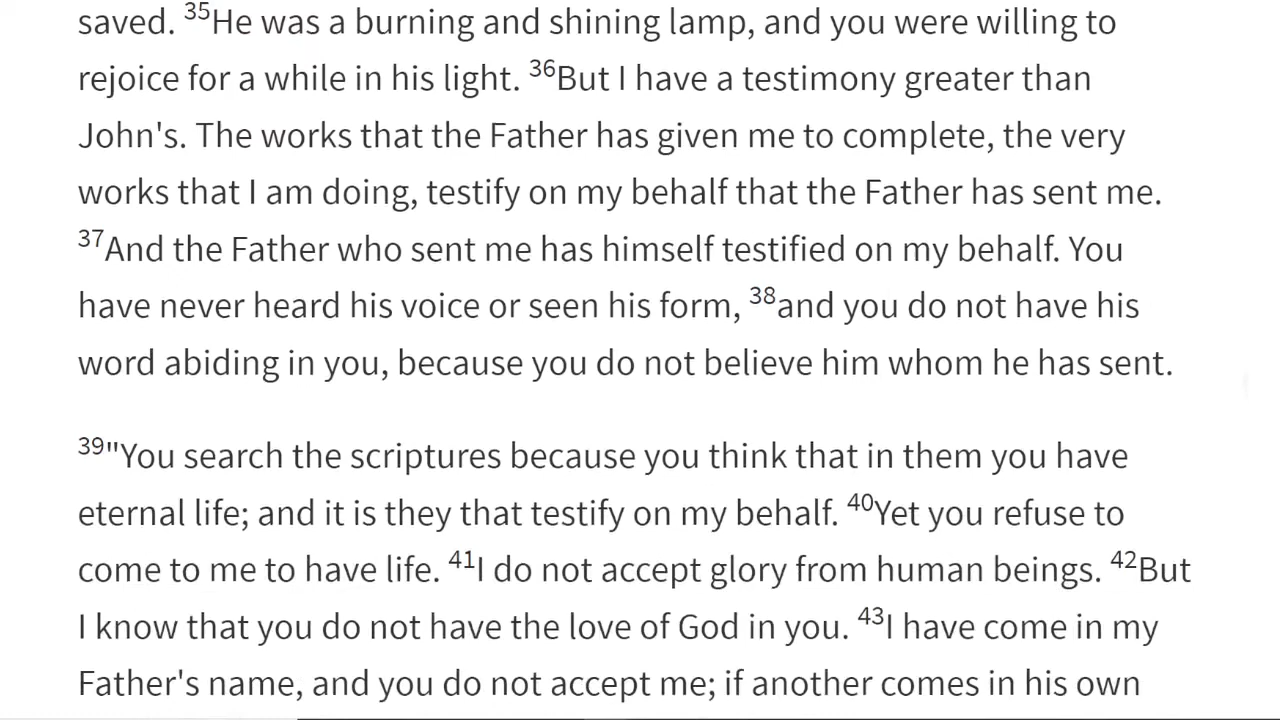 saved. 35He was a burning and shining lamp, and you were willing to
rejoice for a while in his light. 36But I have a testimony greater than
John's. The works that the Father has given me to complete, the very
works that I am doing, testify on my behalf that the Father has sent me.
37And the Father who sent me has himself testified on my behalf. You
have never heard his voice or seen his form, 38and you do not have his
word abiding in you, because you do not believe him whom he has sent.
39"You search the scriptures because you think that in them you have
eternal life; and it is they that testify on my behalf. 40Yet you refuse to
come to me to have life. 41I do not accept glory from human beings. 42But
I know that you do not have the love of God in you. 43I have come in my
Father's name, and you do not accept me; if another comes in his own